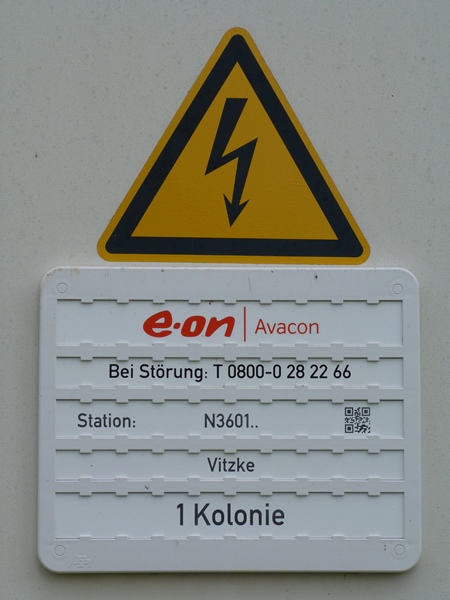 e·on | Avacon
Bei Störung: T 0800-0 28 22 66
Station: N3601..
Vitzke
1 Kolonie